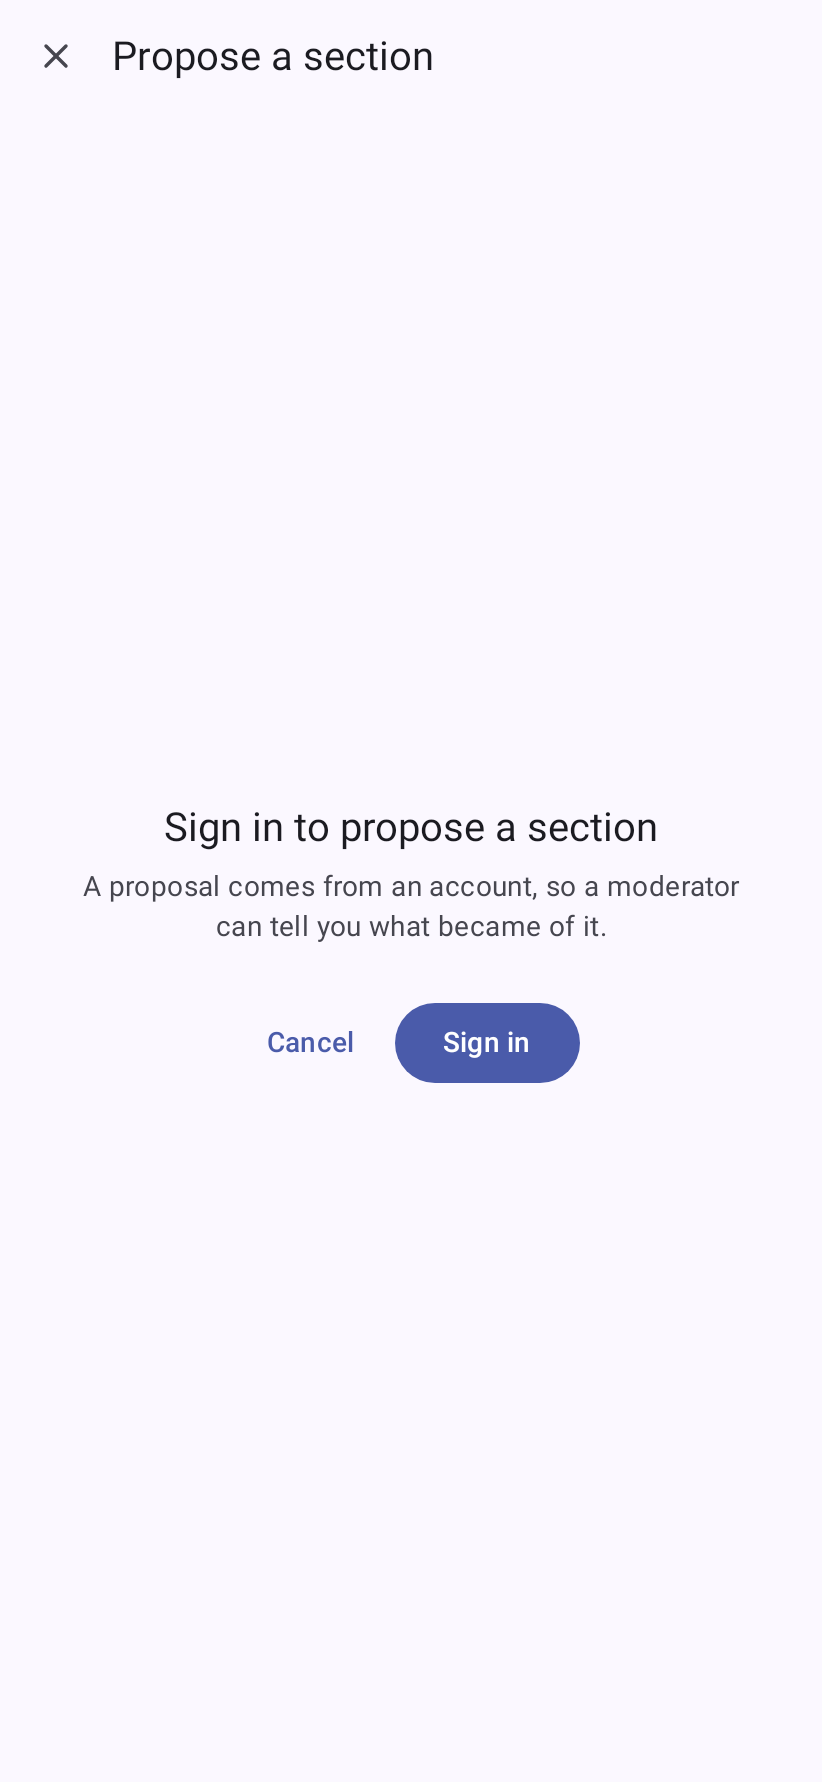 Propose a section
Sign in to propose a section
A proposal comes from an account, so a moderator
can tell you what became of it.
Cancel
Sign in